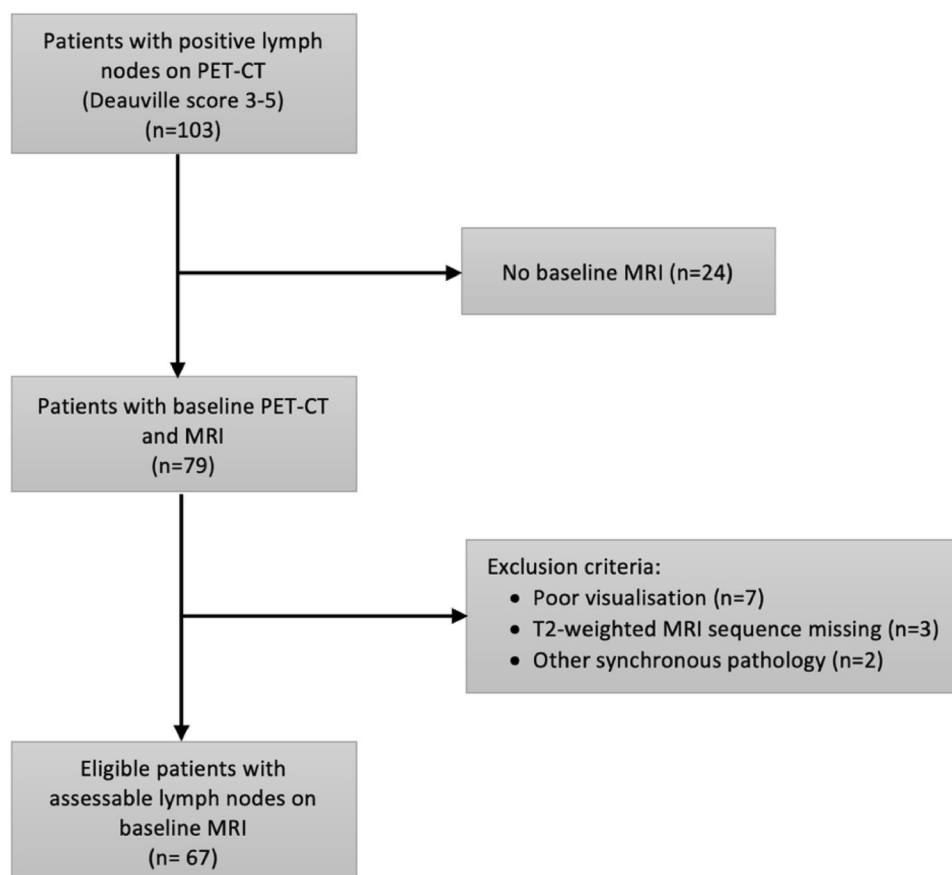 Patients with positive lymph
nodes on PET-CT
(Deauville score 3-5)
(n=103)
No baseline MRI (n=24)
Patients with baseline PET-CT
and MRI
(n=79)
Exclusion criteria:
• Poor visualisation (n=7)
• T2-weighted MRI sequence missing (n=3)
• Other synchronous pathology (n=2)
Eligible patients with
assessable lymph nodes on
baseline MRI
(n= 67)